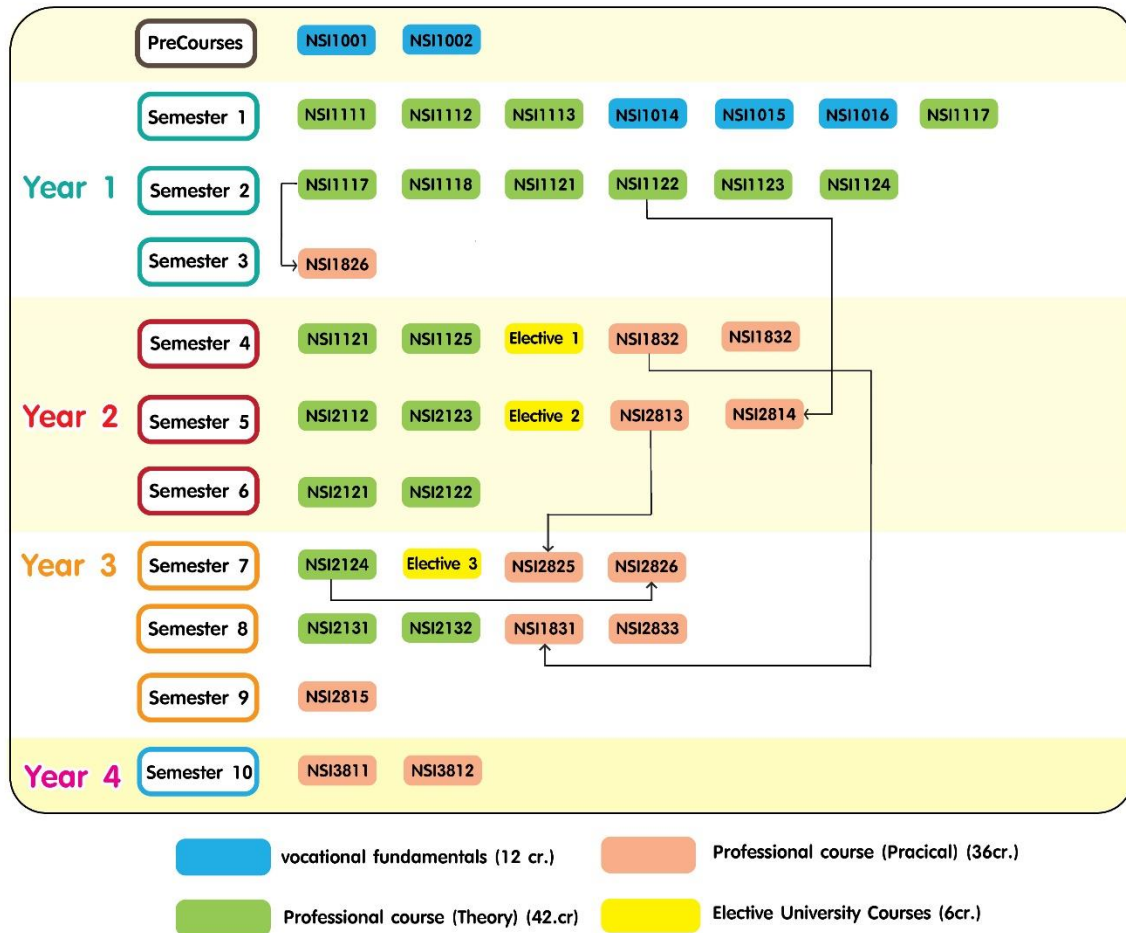 PreCourses NSI1001 NSI1002
Semester 1 NSI1111 NSI1112 NSI1113 NSI1014 NSI1015 NSI1016 NSI1117
Year 1 Semester 2 NSI1117 NSI1118 NSI1121 NSI1122 NSI1123 NSI1124
Semester 3 NSI1826
Semester 4 NSI1121 NSI1125 Elective 1 NSI1832 NSI1832
Year 2 Semester 5 NSI2112 NSI2123 Elective 2 NSI2813 NSI2814
Semester 6 NSI2121 NSI2122
Year 3 Semester 7 NSI2124 Elective 3 NSI2825 NSI2826
Semester 8 NSI2131 NSI2132 NSI1831 NSI2833
Semester 9 NSI2815
Year 4 Semester 10 NSI3811 NSI3812
vocational fundamentals (12 cr.) Professional course (Pracical) (36cr.)
Professional course (Theory) (42.cr) Elective University Courses (6cr.)